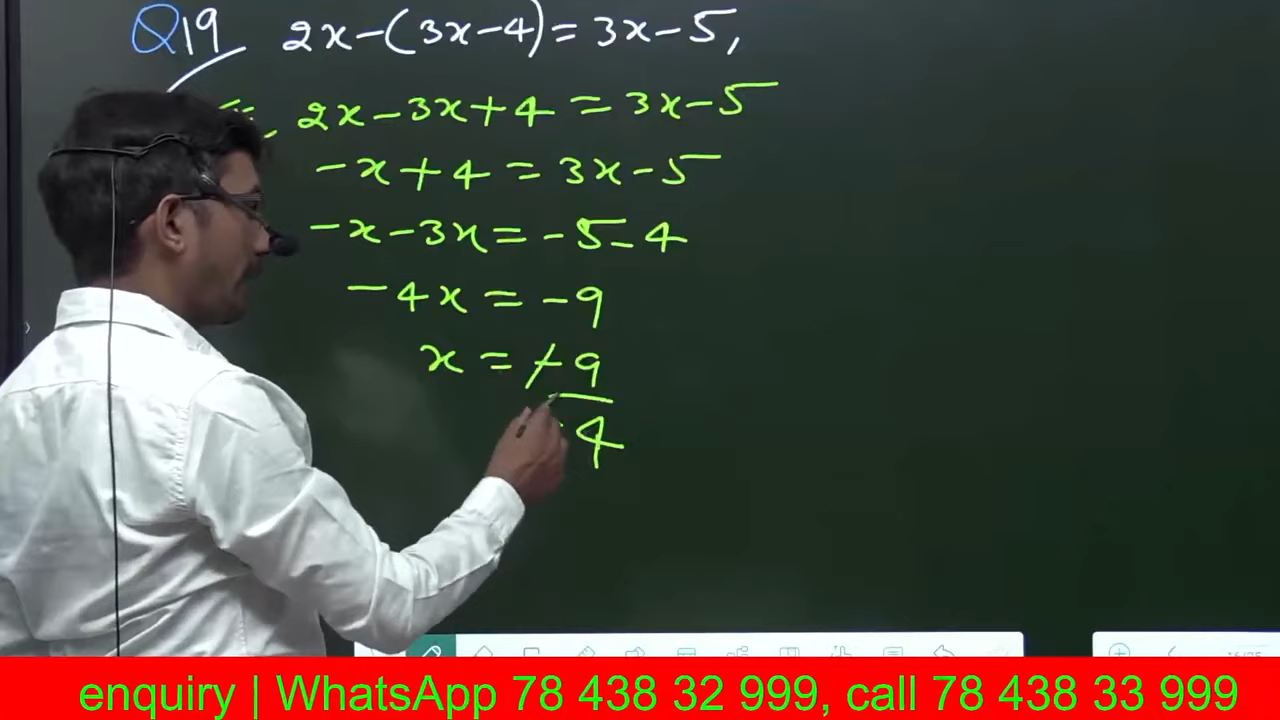 Q19 2x-(3x-4)=3x-5,
2x-3x+4=3x-5
-x+4=3x-5
-x-3x=-5-4
-4x=-9
x=-9
4
enquiry | WhatsApp 78 438 32 999, call 78 438 33 999